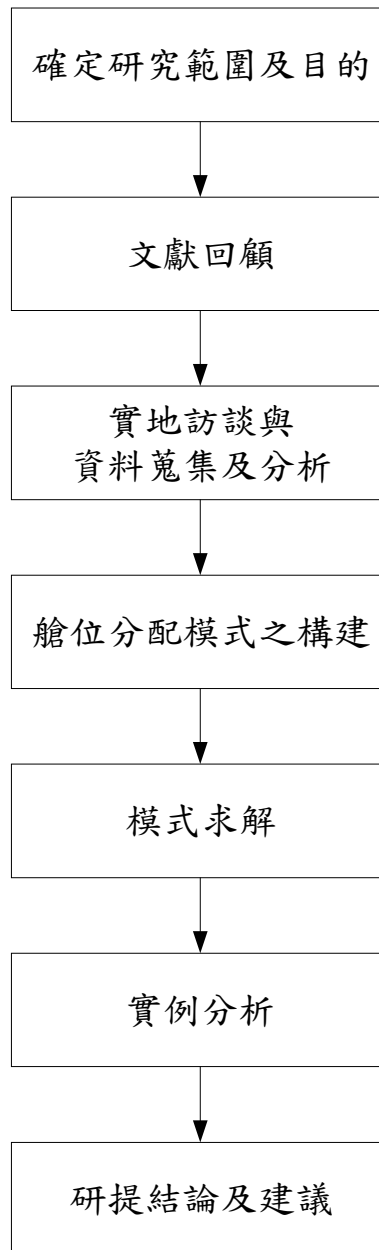 確定研究範圍及目的
文獻回顧
實地訪談與
資料蒐集及分析
艙位分配模式之構建
模式求解
實例分析
研提結論及建議